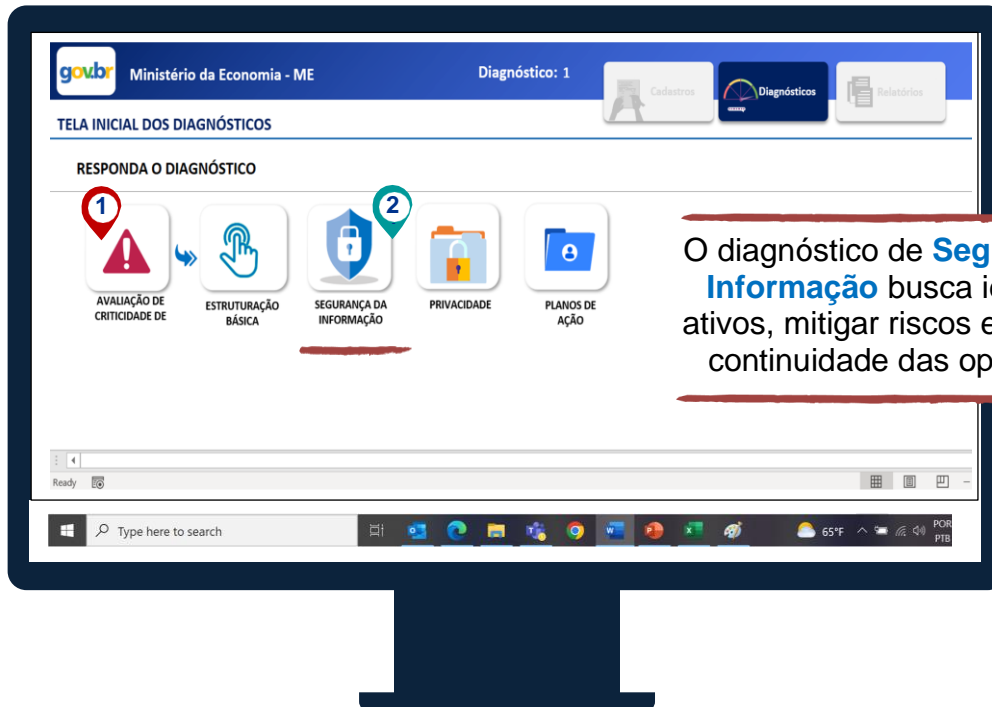 gov.br
Ministério da Economia - ME
Diagnóstico: 1
Cadastros
Diagnósticos
Relatórios
TELA INICIAL DOS DIAGNÓSTICOS
RESPONDA O DIAGNÓSTICO
1
2
AVALIAÇÃO DE
CRITICIDADE DE
ESTRUTURAÇÃO
BÁSICA
SEGURANÇA DA
INFORMAÇÃO
PRIVACIDADE
PLANOS DE
AÇÃO
O diagnóstico de Seg
Informação busca i
ativos, mitigar riscos e
continuidade das op
Ready
Type here to search
65°F
POR
PTB